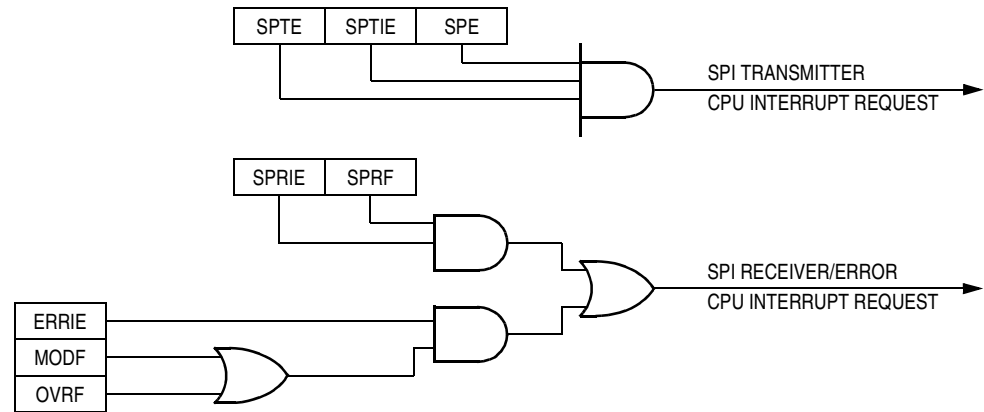 SPTE SPTIE SPE
SPI TRANSMITTER
CPU INTERRUPT REQUEST
SPRIE SPRF
SPI RECEIVER/ERROR
CPU INTERRUPT REQUEST
ERRIE
MODF
OVRF